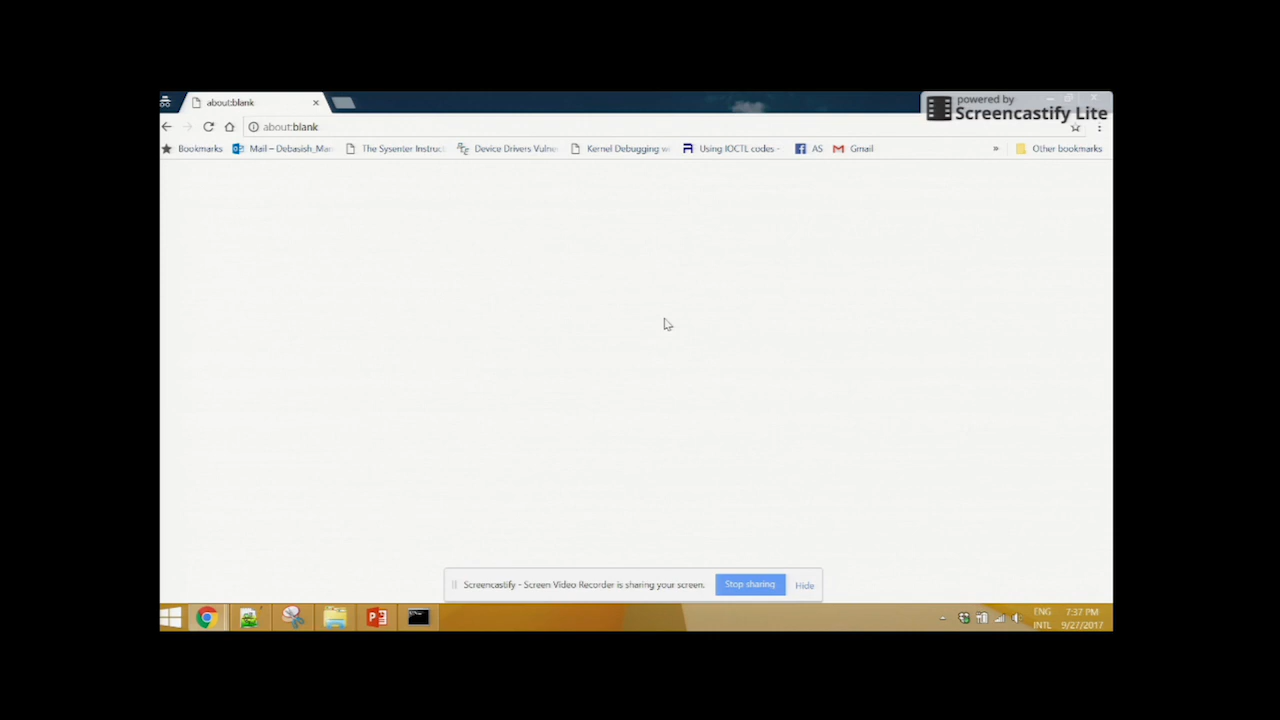 about:blank
powered by
Screencastify Lite
about:blank
Bookmarks
Mail – Debasish_Man
The Sysenter Instruct
Device Drivers Vulne
Kernel Debugging w
Using IOCTL codes -
AS
Gmail
»
Other bookmarks
Screencastify - Screen Video Recorder is sharing your screen.
Stop sharing
Hide
ENG
7:37 PM
INTL
9/27/2017